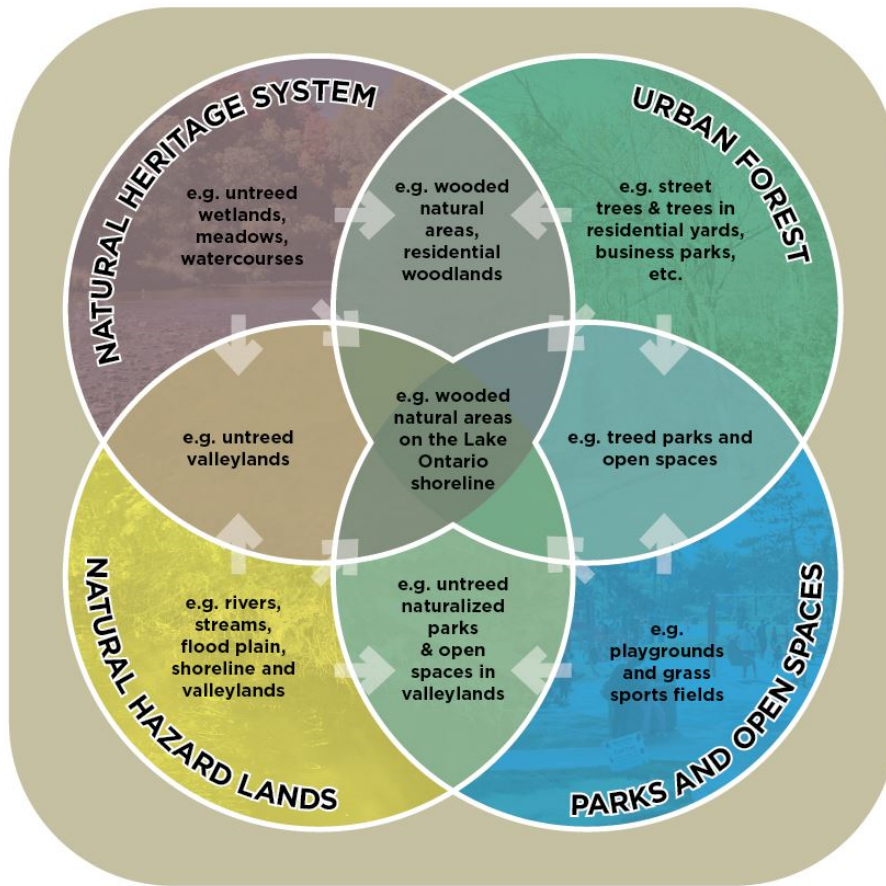 NATURAL HERITAGE SYSTEM
URBAN FOREST
e.g. untreed
wetlands,
meadows,
watercourses
e.g. wooded
natural
areas,
residential
woodlands
e.g. street
trees & trees in
residential yards,
business parks,
etc.
e.g. untreed
valleylands
e.g. wooded
natural areas
on the Lake
Ontario
shoreline
e.g. treed parks and
open spaces
e.g. rivers,
streams,
flood plain,
shoreline and
valleylands
e.g. untreed
naturalized
parks
& open
spaces in
valleylands
e.g.
playgrounds
and grass
sports fields
NATURAL HAZARD LANDS
PARKS AND OPEN SPACES